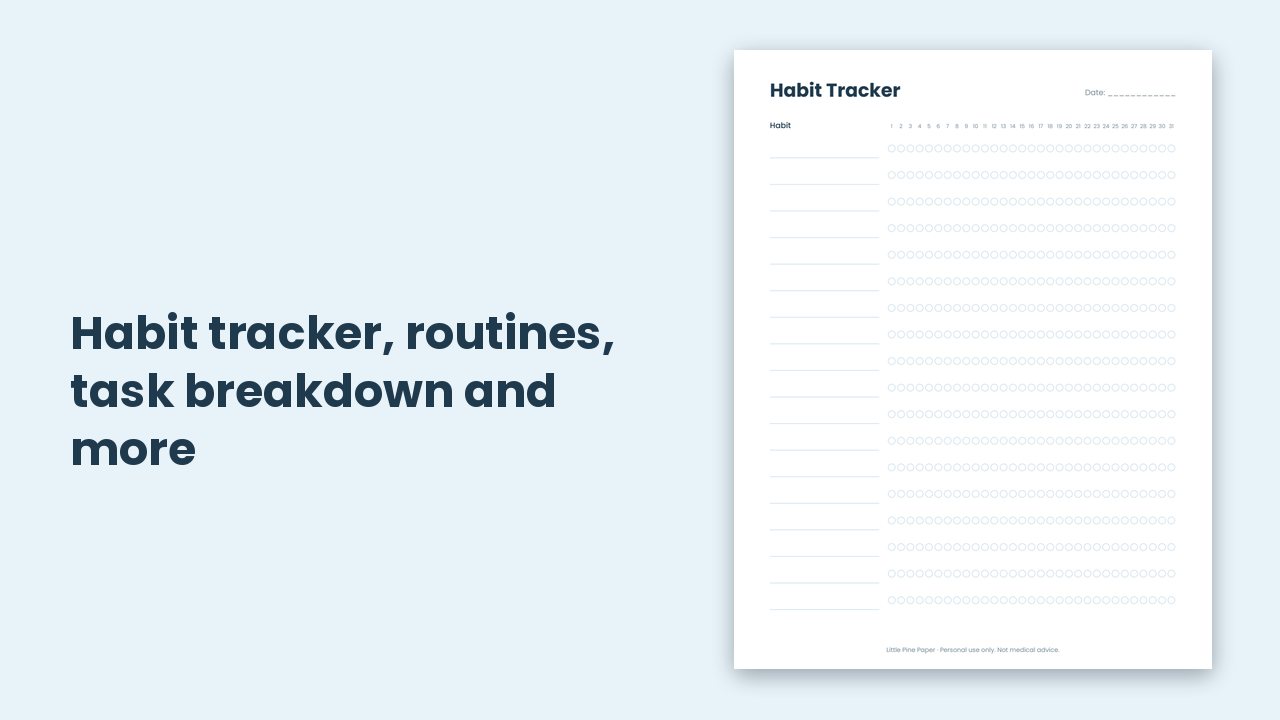 Habit tracker, routines,
task breakdown and
more
Habit Tracker
Date: ____________
Habit
1 2 3 4 5 6 7 8 9 10 11 12 13 14 15 16 17 18 19 20 21 22 23 24 25 26 27 28 29 30 31
Little Pine Paper · Personal use only. Not medical advice.